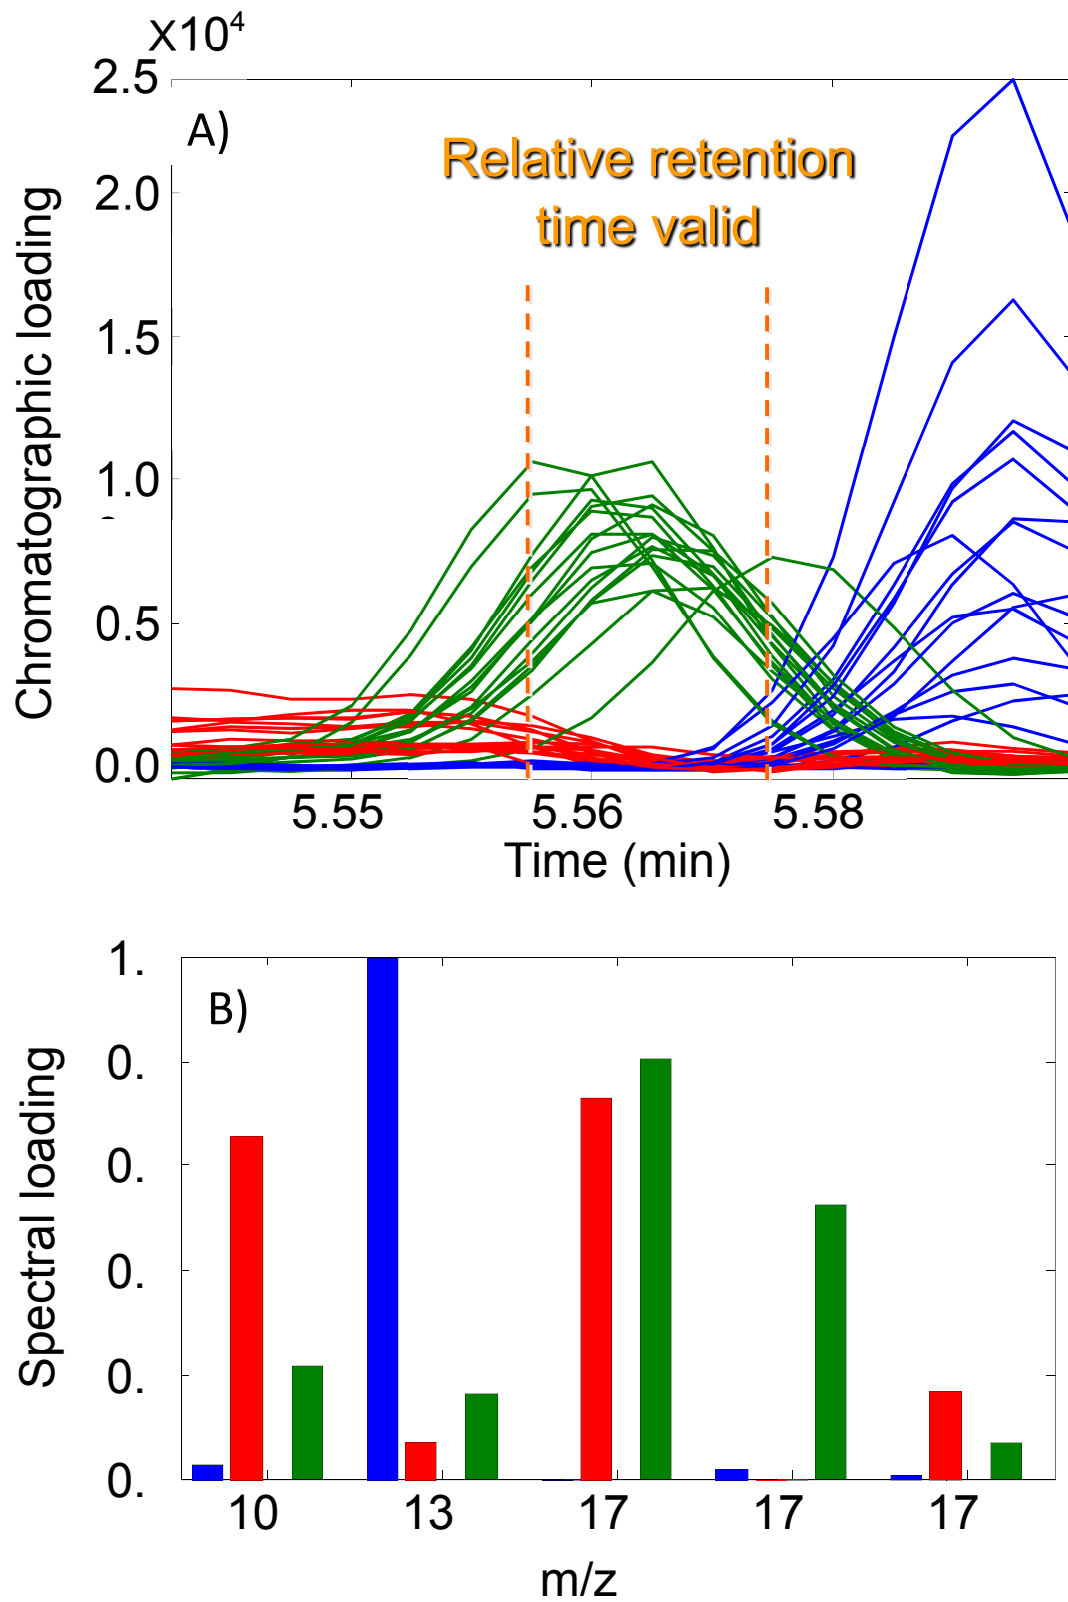 X10⁴
2.5
A)
Relative retention
time valid
2.0
1.5
1.0
0.5
0.0
Chromatographic loading
5.55 5.56 5.58
Time (min)
1.
B)
0.
0.
0.
0.
0.
Spectral loading
10 13 17 17 17
m/z